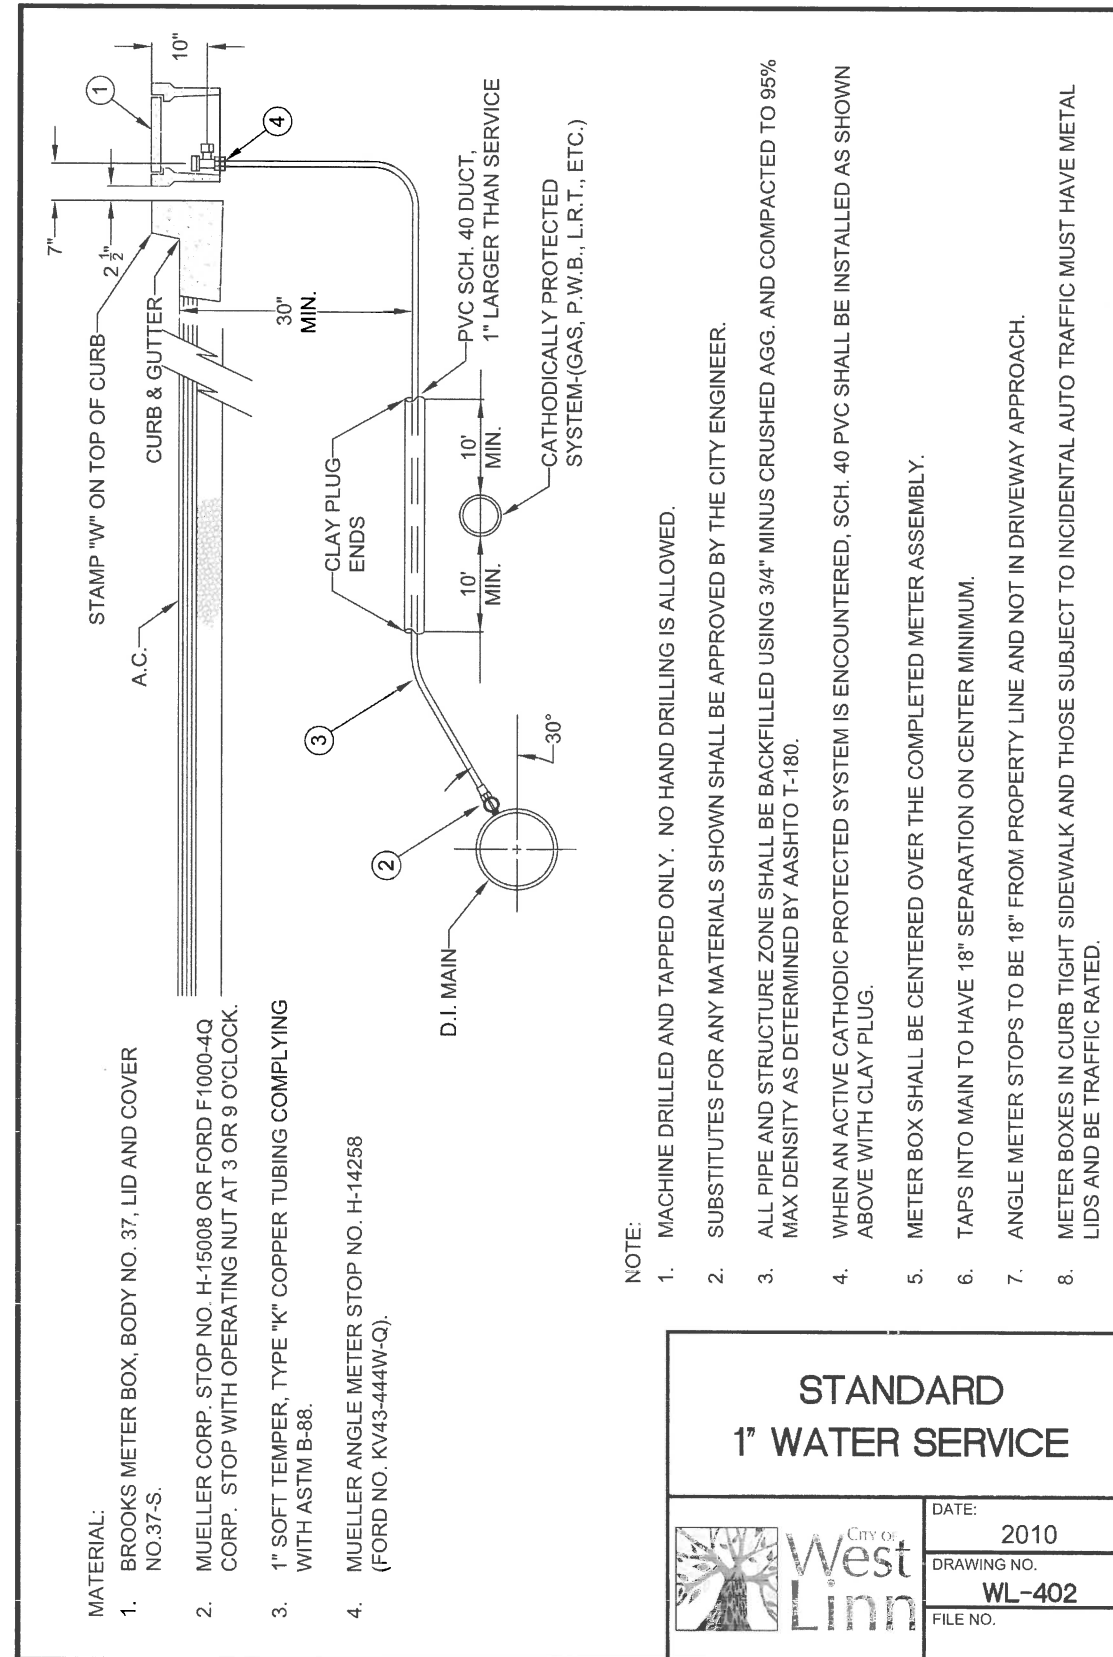 STAMP "W" ON TOP OF CURB
CURB & GUTTER
A.C.
7"
2 1/2"
10"
1
4
30"
MIN.
CLAY PLUG
ENDS
PVC SCH. 40 DUCT,
1" LARGER THAN SERVICE
10'
MIN.
10'
MIN.
CATHODICALLY PROTECTED
SYSTEM-(GAS, P.W.B., L.R.T., ETC.)
3
2
30°
D.I. MAIN
MATERIAL:
1. BROOKS METER BOX, BODY NO. 37, LID AND COVER
NO.37-S.
2. MUELLER CORP. STOP NO. H-15008 OR FORD F1000-4Q
CORP. STOP WITH OPERATING NUT AT 3 OR 9 O'CLOCK.
3. 1" SOFT TEMPER, TYPE "K" COPPER TUBING COMPLYING
WITH ASTM B-88.
4. MUELLER ANGLE METER STOP NO. H-14258
(FORD NO. KV43-444W-Q).
NOTE:
1. MACHINE DRILLED AND TAPPED ONLY. NO HAND DRILLING IS ALLOWED.
2. SUBSTITUTES FOR ANY MATERIALS SHOWN SHALL BE APPROVED BY THE CITY ENGINEER.
3. ALL PIPE AND STRUCTURE ZONE SHALL BE BACKFILLED USING 3/4" MINUS CRUSHED AGG. AND COMPACTED TO 95%
MAX DENSITY AS DETERMINED BY AASHTO T-180.
4. WHEN AN ACTIVE CATHODIC PROTECTED SYSTEM IS ENCOUNTERED, SCH. 40 PVC SHALL BE INSTALLED AS SHOWN
ABOVE WITH CLAY PLUG.
5. METER BOX SHALL BE CENTERED OVER THE COMPLETED METER ASSEMBLY.
6. TAPS INTO MAIN TO HAVE 18" SEPARATION ON CENTER MINIMUM.
7. ANGLE METER STOPS TO BE 18" FROM PROPERTY LINE AND NOT IN DRIVEWAY APPROACH.
8. METER BOXES IN CURB TIGHT SIDEWALK AND THOSE SUBJECT TO INCIDENTAL AUTO TRAFFIC MUST HAVE METAL
LIDS AND BE TRAFFIC RATED.
STANDARD
1" WATER SERVICE
CITY OF
West
Linn
DATE:
2010
DRAWING NO.
WL-402
FILE NO.